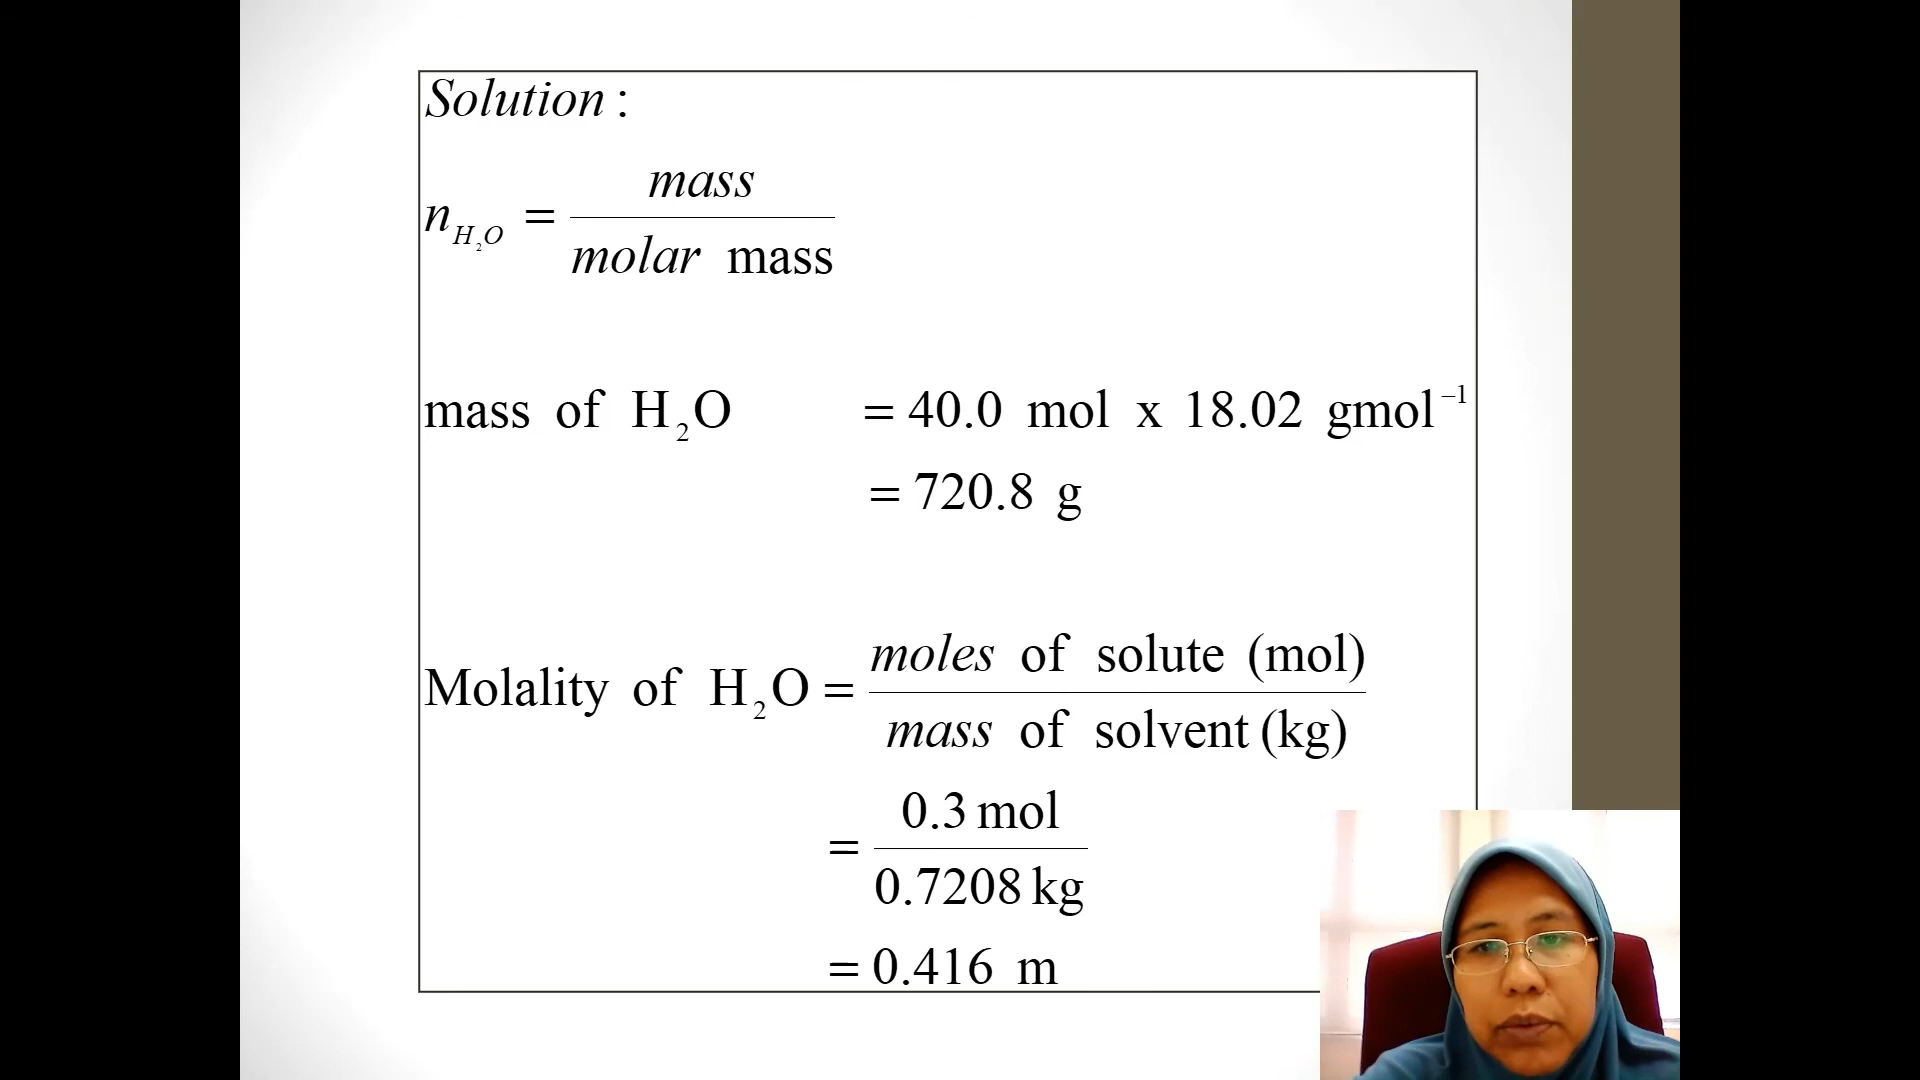 Solution :
n H₂O = mass / molar mass
mass of H₂O = 40.0 mol x 18.02 gmol⁻¹
= 720.8 g
Molality of H₂O = moles of solute (mol) / mass of solvent (kg)
= 0.3 mol / 0.7208 kg
= 0.416 m